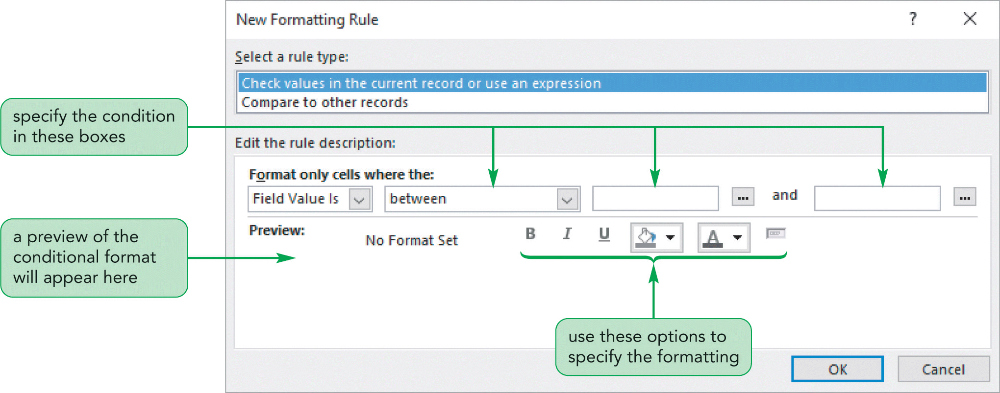 New Formatting Rule ? X
Select a rule type:
Check values in the current record or use an expression
Compare to other records
specify the condition
in these boxes
Edit the rule description:
Format only cells where the:
Field Value Is between ... and ...
a preview of the
conditional format
will appear here
Preview:
No Format Set B I U A
use these options to
specify the formatting
OK Cancel